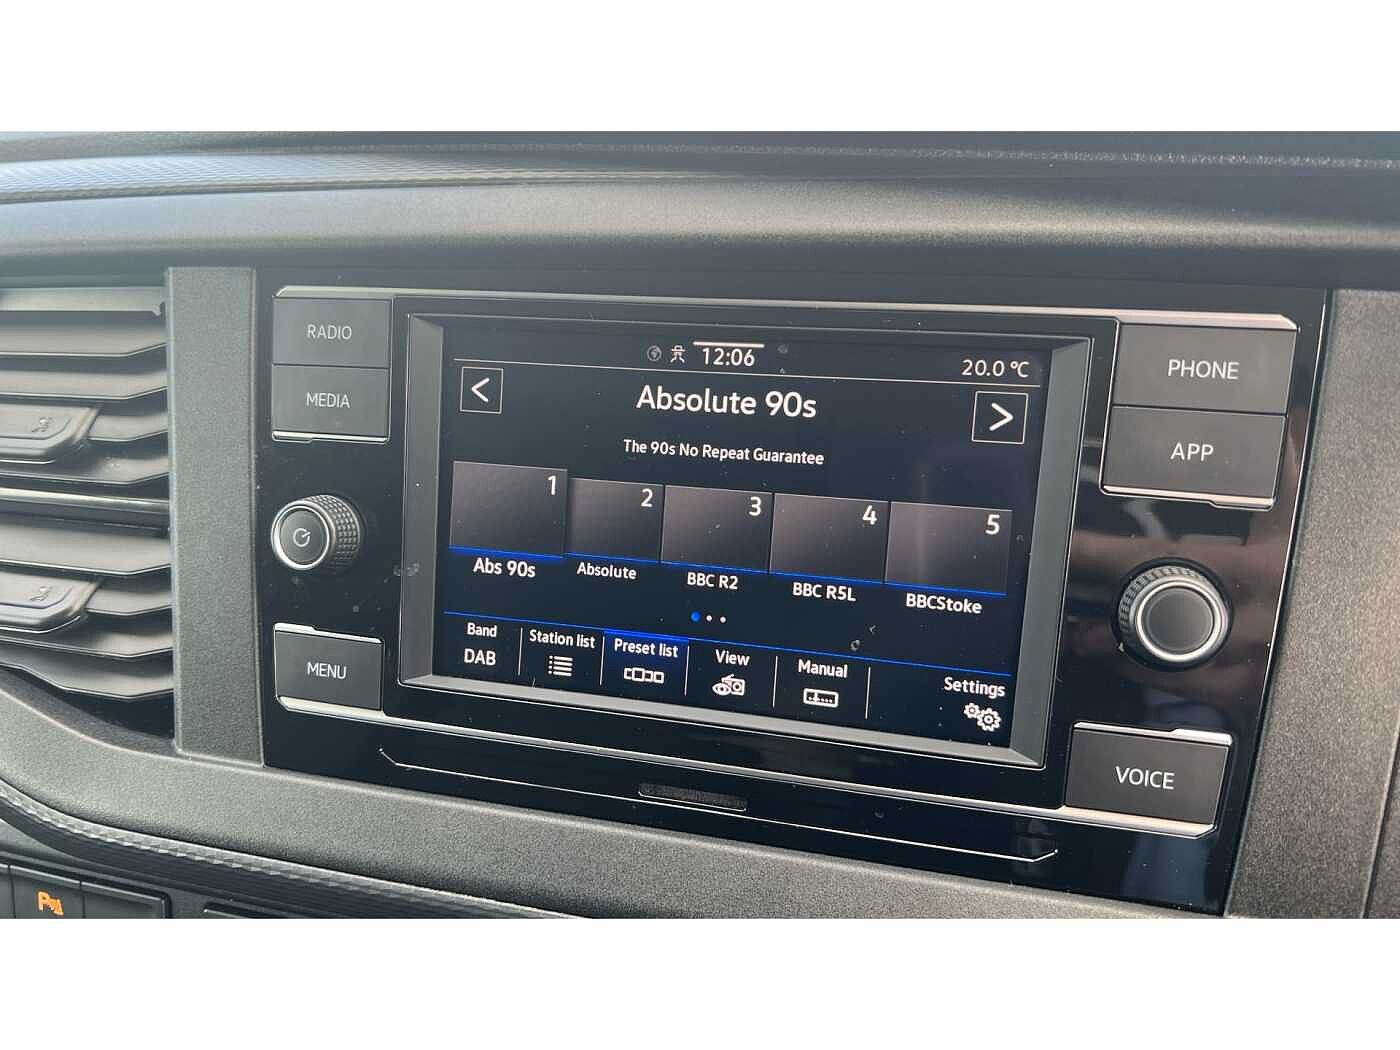 RADIO
MEDIA
MENU
12:06
20.0 °C
<
Absolute 90s
>
The 90s No Repeat Guarantee
1
2
3
4
5
Abs 90s
Absolute
BBC R2
BBC R5L
BBCStoke
Band
DAB
Station list
Preset list
View
Manual
Settings
PHONE
APP
VOICE
P